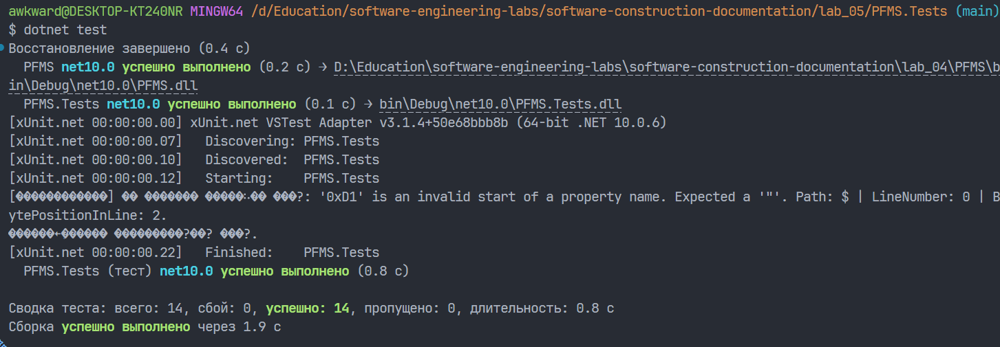 awkward@DESKTOP-KT240NR MINGW64 /d/Education/software-engineering-labs/software-construction-documentation/lab_05/PFMS.Tests (main)
$ dotnet test
Восстановление завершено (0.4 с)
PFMS net10.0 успешно выполнено (0.2 с) → D:\Education\software-engineering-labs\software-construction-documentation\lab_04\PFMS\b
in\Debug\net10.0\PFMS.dll
PFMS.Tests net10.0 успешно выполнено (0.1 с) → bin\Debug\net10.0\PFMS.Tests.dll
[xUnit.net 00:00:00.00] xUnit.net VSTest Adapter v3.1.4+50e68bbb8b (64-bit .NET 10.0.6)
[xUnit.net 00:00:00.07]   Discovering: PFMS.Tests
[xUnit.net 00:00:00.10]   Discovered:  PFMS.Tests
[xUnit.net 00:00:00.12]   Starting:    PFMS.Tests
'0xD1' is an invalid start of a property name. Expected a '"'. Path: $ | LineNumber: 0 | B
ytePositionInLine: 2.
[xUnit.net 00:00:00.22]   Finished:    PFMS.Tests
PFMS.Tests (тест) net10.0 успешно выполнено (0.8 с)
Сводка теста: всего: 14, сбой: 0, успешно: 14, пропущено: 0, длительность: 0.8 с
Сборка успешно выполнено через 1.9 с